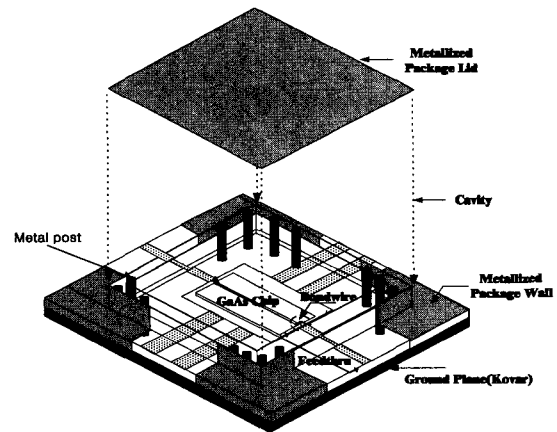 Metallized
Package Lid
Cavity
Metal post
Metallized
Package Wall
GaAs Chip
Bondwire
Feedthru
Ground Plane(Kovar)